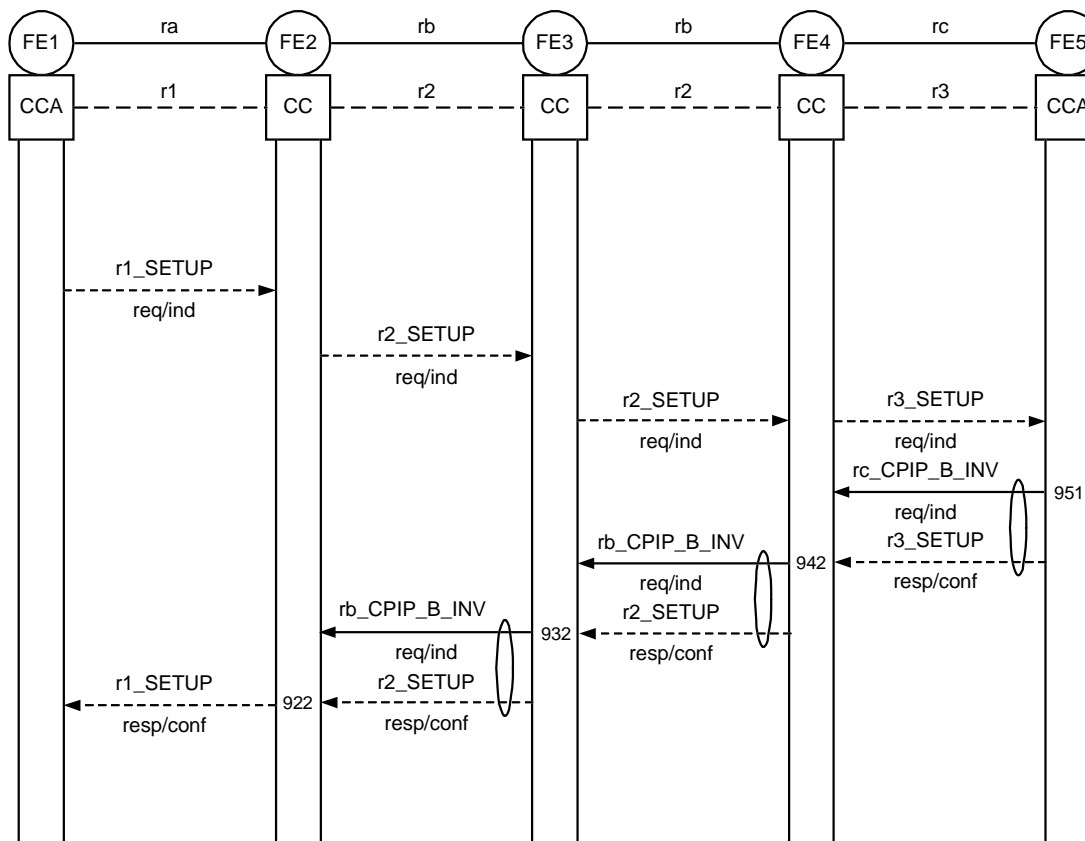 ra rb rb rc
FE1 FE2 FE3 FE4 FE5
r1 r2 r2 r3
CCA CC CC CC CCA
r1_SETUP
req/ind
r2_SETUP
req/ind
r2_SETUP r3_SETUP
req/ind req/ind
rc_CPIP_B_INV
951
req/ind
rb_CPIP_B_INV r3_SETUP
942
req/ind resp/conf
rb_CPIP_B_INV r2_SETUP
932
req/ind resp/conf
r1_SETUP r2_SETUP
922
resp/conf resp/conf